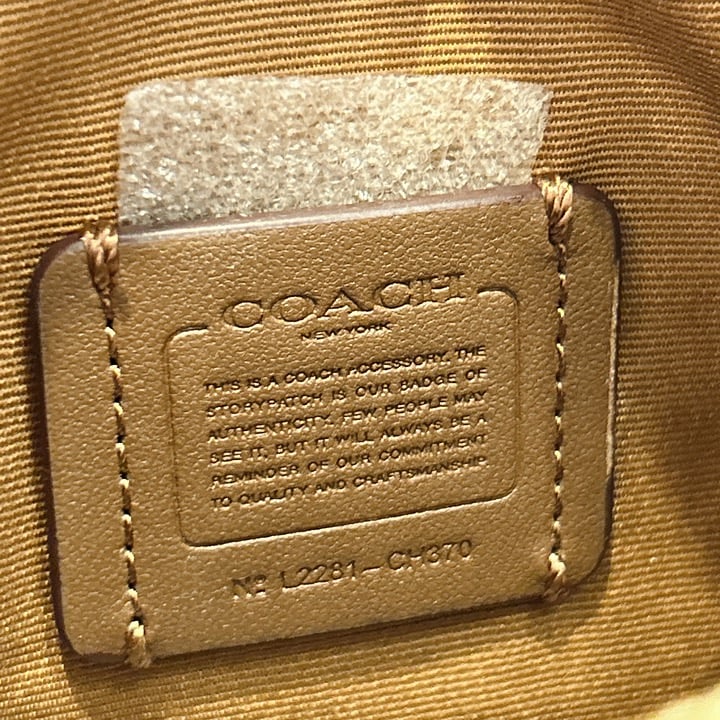 COACH
NEW YORK
THIS IS A COACH ACCESSORY. THE
STORYPATCH IS OUR BADGE OF
AUTHENTICITY. FEW PEOPLE MAY
SEE IT, BUT IT WILL ALWAYS BE A
REMINDER OF OUR COMMITMENT
TO QUALITY AND CRAFTSMANSHIP.
Nº L2281-CH370